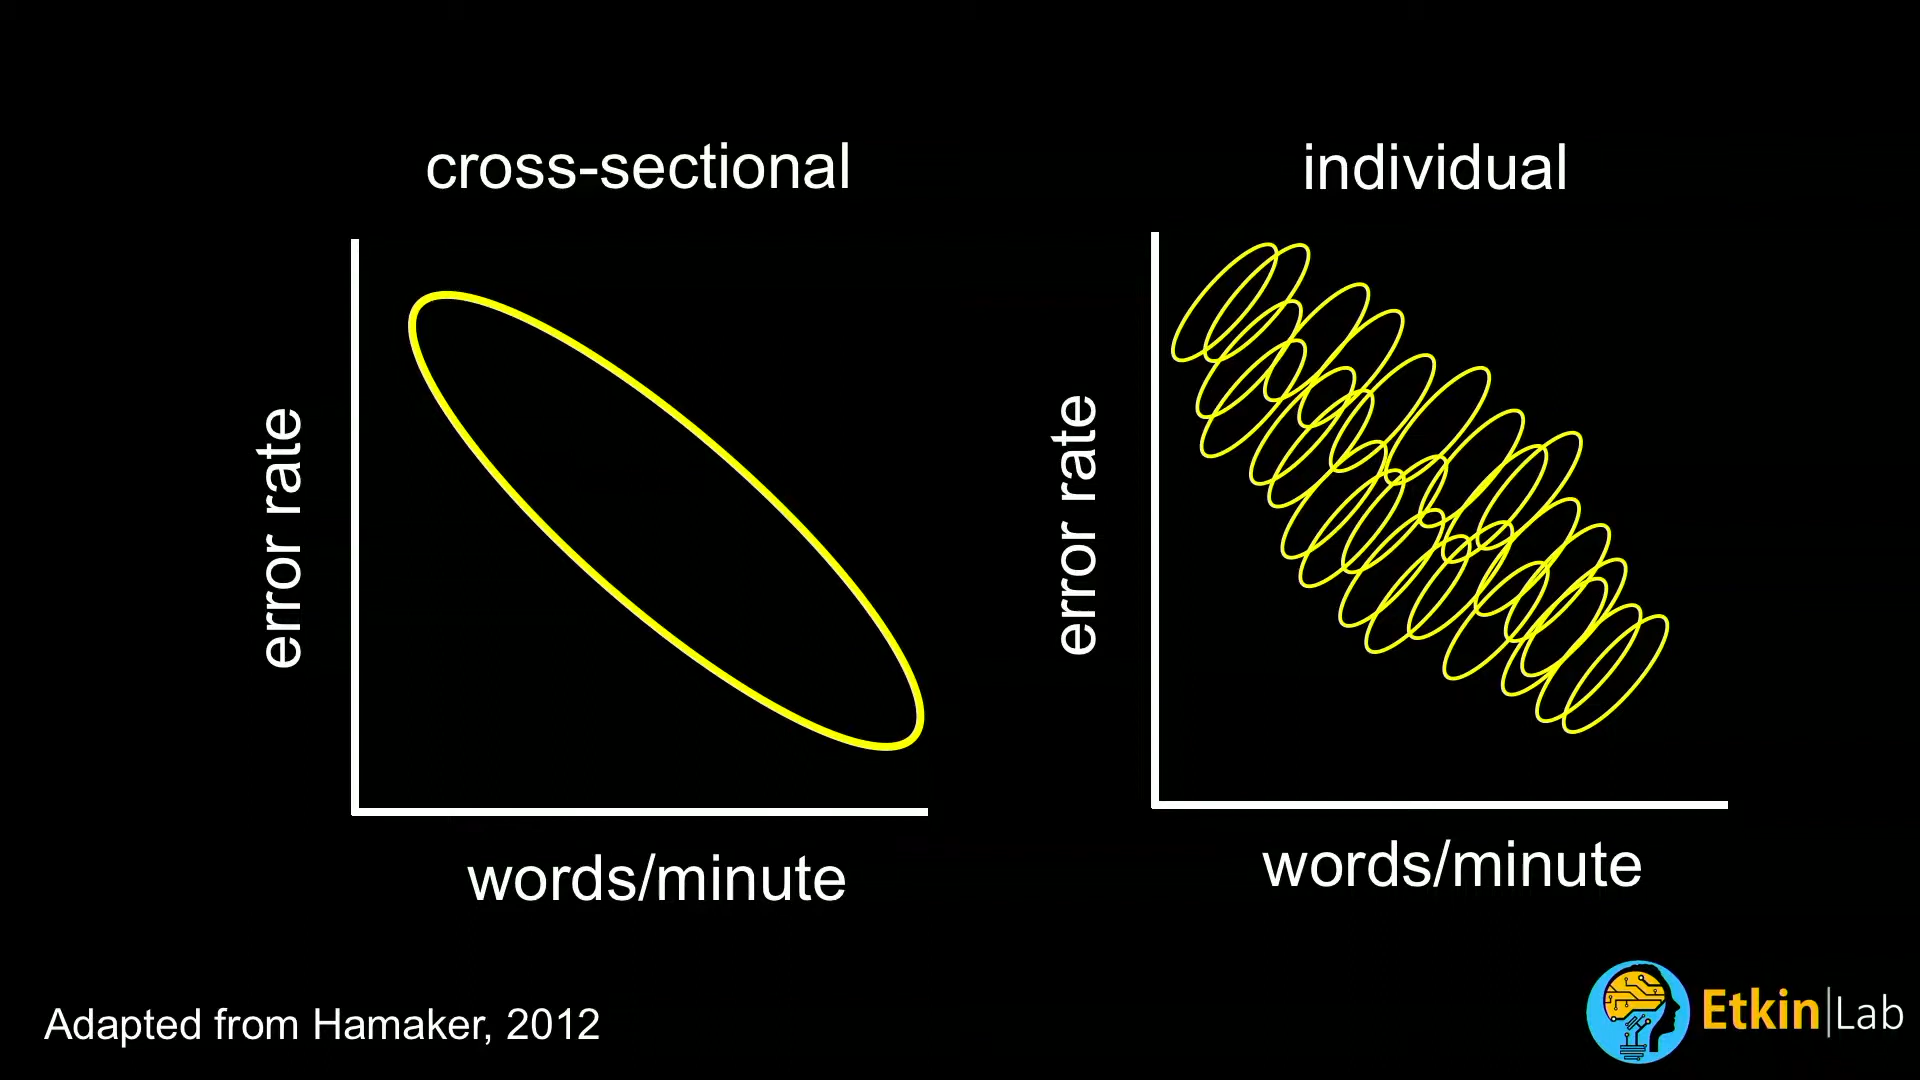 cross-sectional
individual
error rate
error rate
words/minute
words/minute
Adapted from Hamaker, 2012
Etkin|Lab